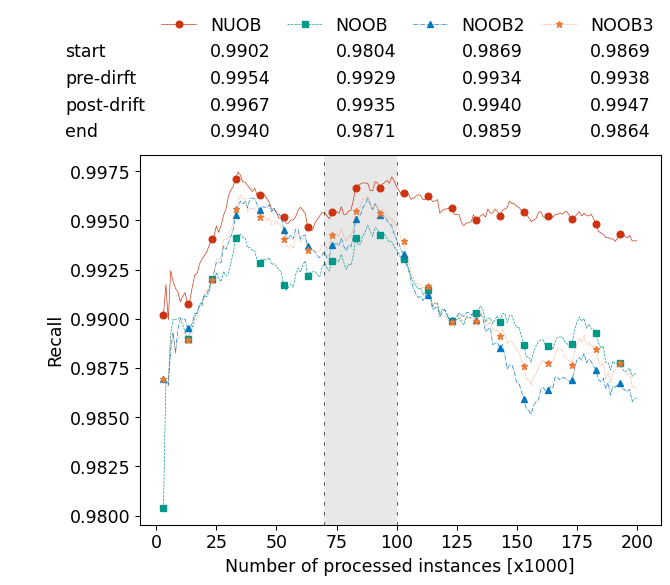 NUOB NOOB NOOB2 NOOB3
start 0.9902 0.9804 0.9869 0.9869
pre-dirft 0.9954 0.9929 0.9934 0.9938
post-drift 0.9967 0.9935 0.9940 0.9947
end 0.9940 0.9871 0.9859 0.9864
0.9975
0.9950
0.9925
0.9900
0.9875
0.9850
0.9825
0.9800
Recall
0 25 50 75 100 125 150 175 200
Number of processed instances [x1000]